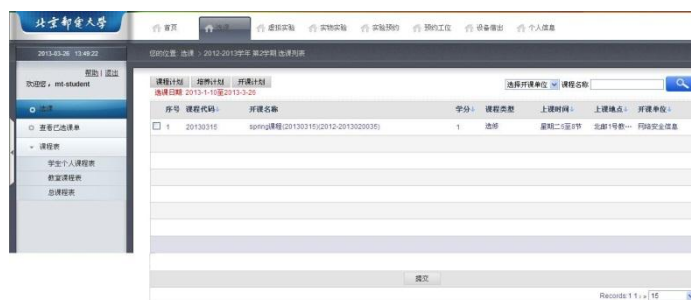 北京邮电大学
首页 选课 虚拟实验 实物实验 实验预约 预约工位 设备借出 个人信息
2013-03-26 13:49:22
您的位置: 选课 > 2012-2013学年 第2学期 选课列表
帮助 | 退出
欢迎您，mt-student
课程计划 培养计划 开课计划
选择开课单位 课程名称
选课日期: 2013-1-10至2013-3-26
序号 课程代码 开课名称 学分 课程类型 上课时间 上课地点 开课单位
1 20130315 spring课程(20130315)(2012-2013020035) 1 选修 星期二5至8节 北邮1号教… 网络安全信息
选课
查看已选课单
课程表
学生个人课程表
教室课程表
总课程表
提交
Records:1 1 15